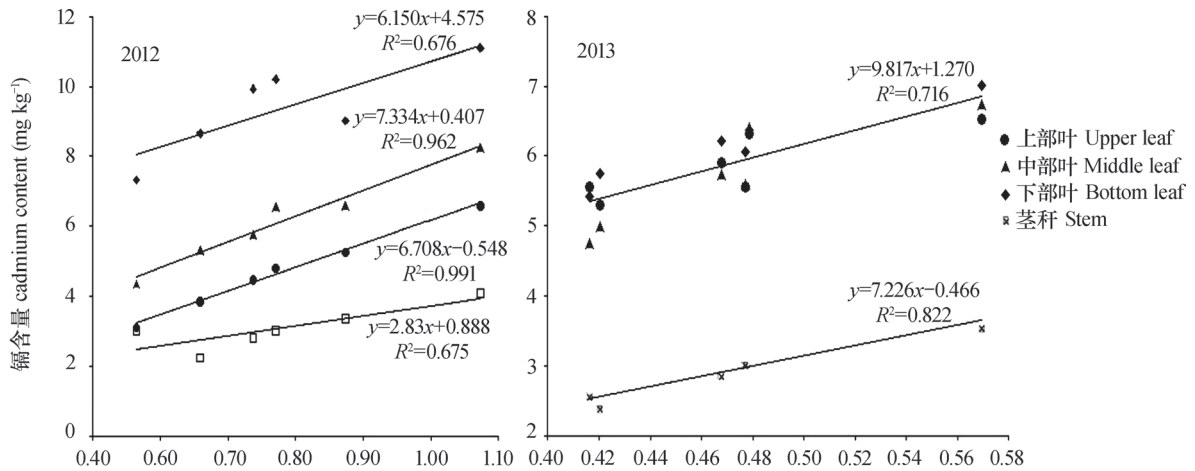 镉含量 cadmium content (mg kg⁻¹)
12
10
8
6
4
2
0
2012
y=6.150x+4.575
R²=0.676
y=7.334x+0.407
R²=0.962
y=6.708x−0.548
R²=0.991
y=2.83x+0.888
R²=0.675
0.40 0.60 0.70 0.80 0.90 1.00 1.10
8
7
6
5
4
3
2
2013
y=9.817x+1.270
R²=0.716
y=7.226x−0.466
R²=0.822
0.40 0.42 0.44 0.46 0.48 0.50 0.52 0.54 0.56 0.58
上部叶 Upper leaf
中部叶 Middle leaf
下部叶 Bottom leaf
茎秆 Stem